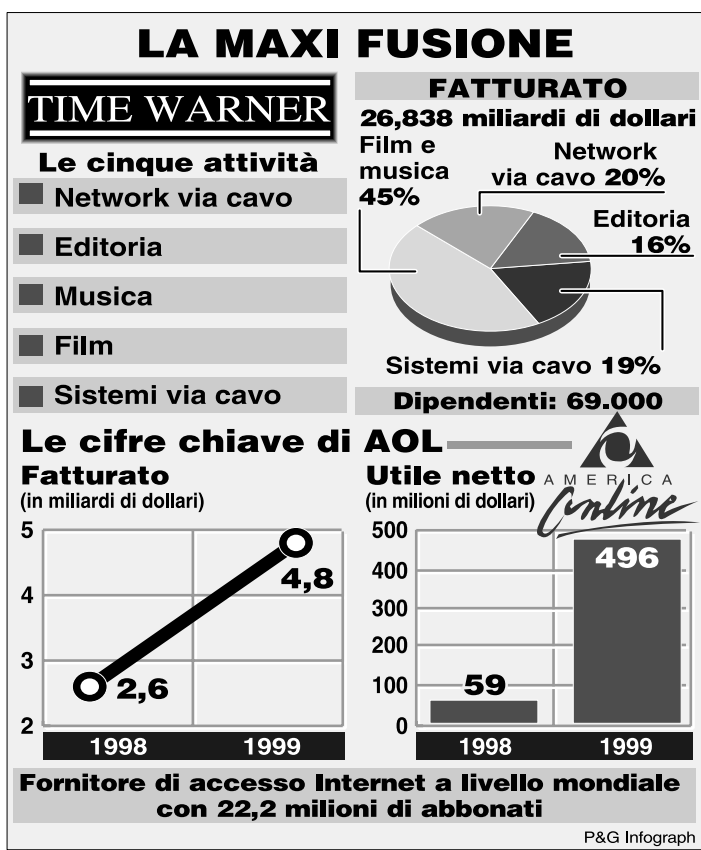 LA MAXI FUSIONE
TIME WARNER
Le cinque attività
Network via cavo
Editoria
Musica
Film
Sistemi via cavo
FATTURATO
26,838 miliardi di dollari
Film e
musica
45%
Network
via cavo 20%
Editoria
16%
Sistemi via cavo 19%
Dipendenti: 69.000
Le cifre chiave di AOL
AMERICA
Online
Fatturato
(in miliardi di dollari)
5
4
3
2
4,8
2,6
1998 1999
Utile netto
(in milioni di dollari)
500
400
300
200
100
0
496
59
1998 1999
Fornitore di accesso Internet a livello mondiale
con 22,2 milioni di abbonati
P&G Infograph